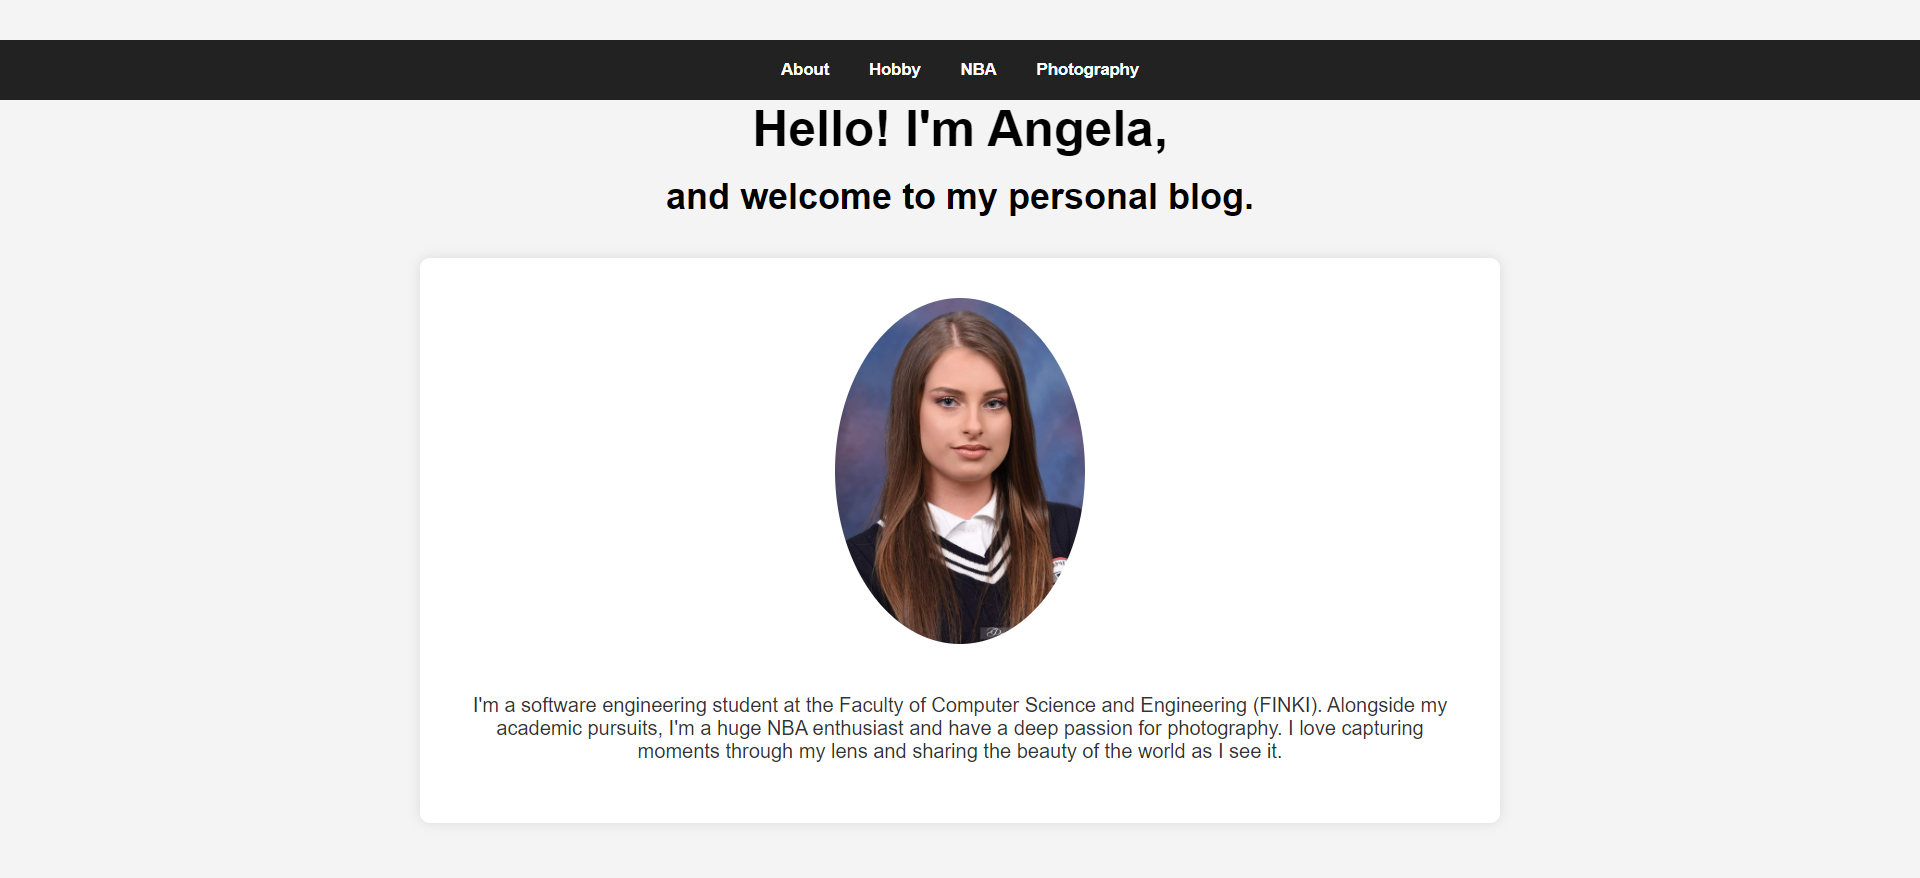 About Hobby NBA Photography
Hello! I'm Angela,
and welcome to my personal blog.
I'm a software engineering student at the Faculty of Computer Science and Engineering (FINKI). Alongside my
academic pursuits, I'm a huge NBA enthusiast and have a deep passion for photography. I love capturing
moments through my lens and sharing the beauty of the world as I see it.